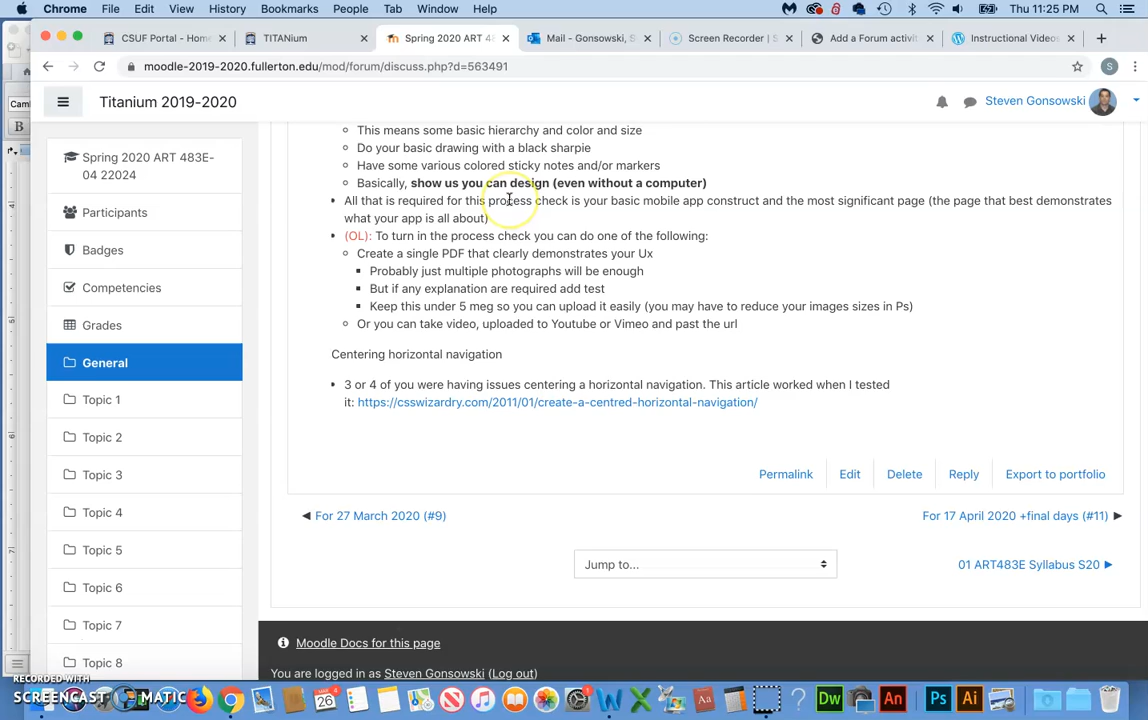 Chrome File Edit View History Bookmarks People Tab Window Help Thu 11:25 PM
CSUF Portal - Hom
TITANium
Spring 2020 ART 48
Mail - Gonsowski, S
Screen Recorder | S
Add a Forum activit
Instructional Videos
moodle-2019-2020.fullerton.edu/mod/forum/discuss.php?d=563491
S
Titanium 2019-2020
Steven Gonsowski
Cam
B
Spring 2020 ART 483E-
04 22024
Participants
Badges
Competencies
Grades
General
Topic 1
Topic 2
Topic 3
Topic 4
Topic 5
Topic 6
Topic 7
Topic 8
This means some basic hierarchy and color and size
Do your basic drawing with a black sharpie
Have some various colored sticky notes and/or markers
Basically, show us you can design (even without a computer)
All that is required for this process check is your basic mobile app construct and the most significant page (the page that best demonstrates
what your app is all about)
(OL): To turn in the process check you can do one of the following:
Create a single PDF that clearly demonstrates your Ux
Probably just multiple photographs will be enough
But if any explanation are required add test
Keep this under 5 meg so you can upload it easily (you may have to reduce your images sizes in Ps)
Or you can take video, uploaded to Youtube or Vimeo and past the url
Centering horizontal navigation
3 or 4 of you were having issues centering a horizontal navigation. This article worked when I tested
it: https://csswizardry.com/2011/01/create-a-centred-horizontal-navigation/
Permalink Edit Delete Reply Export to portfolio
◄ For 27 March 2020 (#9)
For 17 April 2020 +final days (#11) ►
Jump to...
01 ART483E Syllabus S20 ►
Moodle Docs for this page
You are logged in as Steven Gonsowski (Log out)
RECORDED WITH
SCREENCAST MATIC
26
Dw
An
Ps
Ai